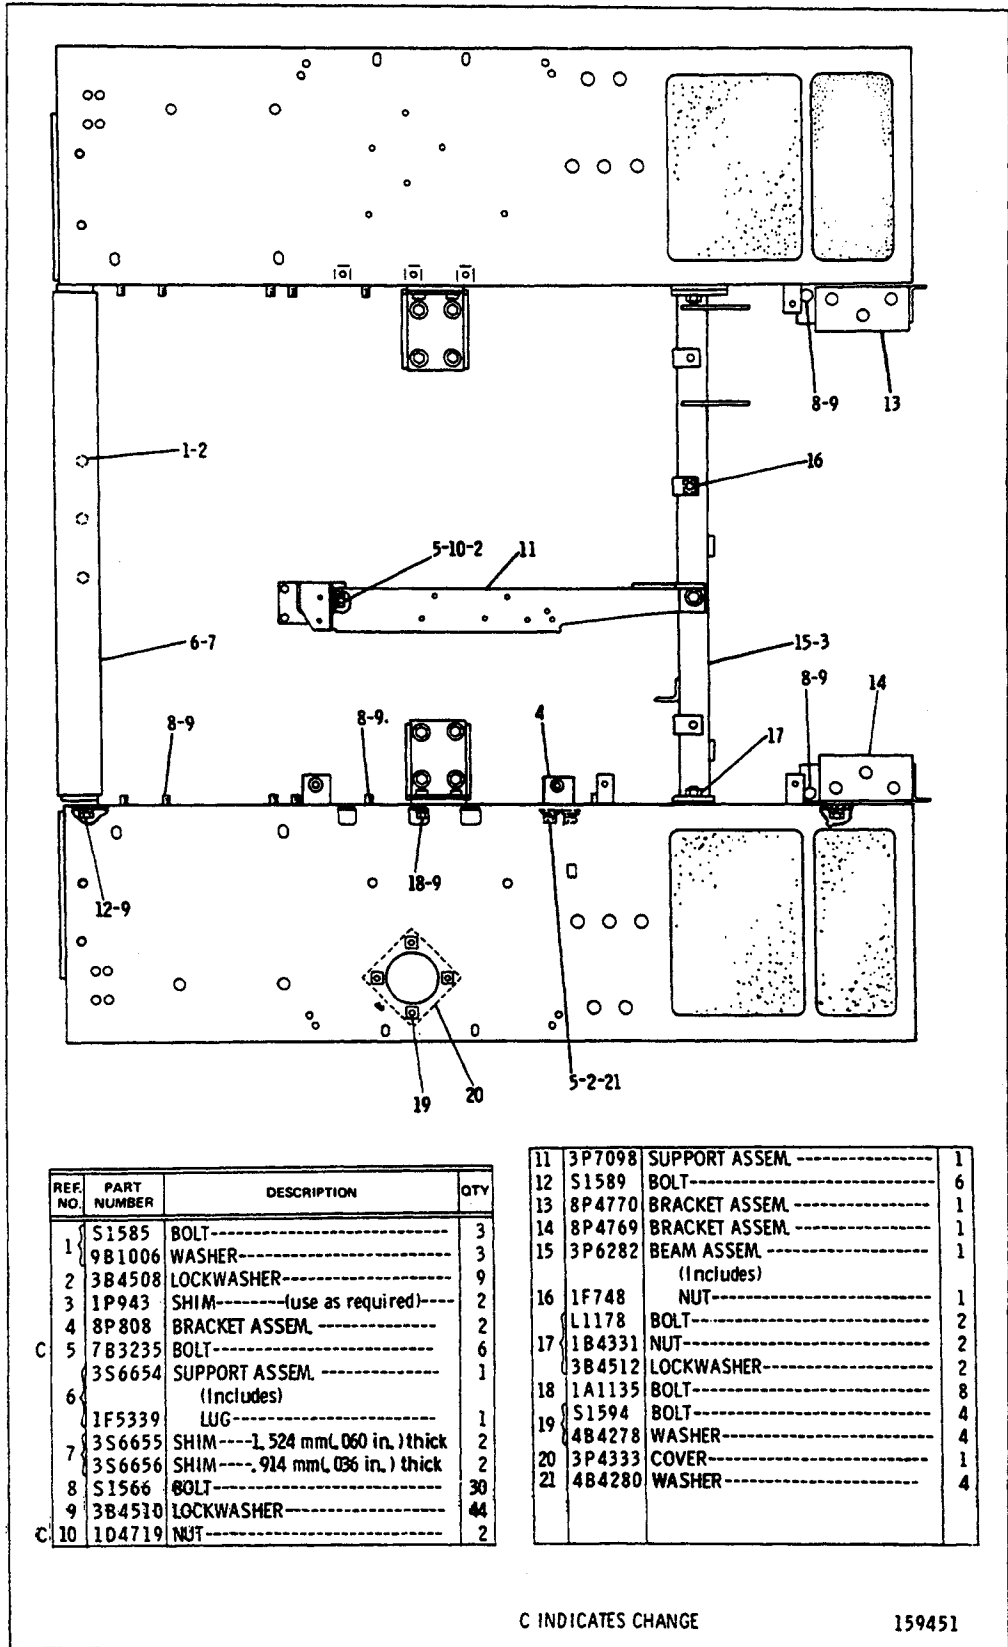 8-9
13
1-2
16
5-10-2
11
6-7
15-3
8-9
14
8-9
8-9.
4
17
12-9
18-9
5-2-21
20
19
REF. NO. PART NUMBER DESCRIPTION QTY
1 S1585 BOLT 3
9B1006 WASHER 3
2 3B4508 LOCKWASHER 9
3 1P943 SHIM (use as required) 2
4 8P808 BRACKET ASSEM. 2
C 5 7B3235 BOLT 6
6 3S6654 SUPPORT ASSEM. 1
(Includes)
1F5339 LUG 1
7 3S6655 SHIM----1.524 mm(.060 in.) thick 2
3S6656 SHIM----.914 mm(.036 in.) thick 2
8 S1566 BOLT 30
9 3B4510 LOCKWASHER 44
C 10 1D4719 NUT 2
11 3P7098 SUPPORT ASSEM. 1
12 S1589 BOLT 6
13 8P4770 BRACKET ASSEM. 1
14 8P4769 BRACKET ASSEM. 1
15 3P6282 BEAM ASSEM. 1
(Includes)
16 1F748 NUT 1
L1178 BOLT 2
17 1B4331 NUT 2
3B4512 LOCKWASHER 2
18 1A1135 BOLT 8
19 S1594 BOLT 4
4B4278 WASHER 4
20 3P4333 COVER 1
21 4B4280 WASHER 4
C INDICATES CHANGE
159451